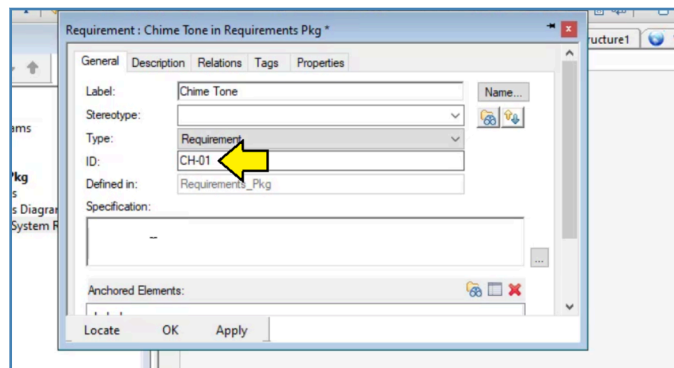 Requirement : Chime Tone in Requirements Pkg *
ructure1
General Description Relations Tags Properties
Label: Chime Tone Name...
Stereotype:
ams
Type: Requirement
ID: CH-01
Pkg
Defined in: Requirements_Pkg
s
s Diagrar
Specification:
System R
--
...
Anchored Elements:
Locate OK Apply